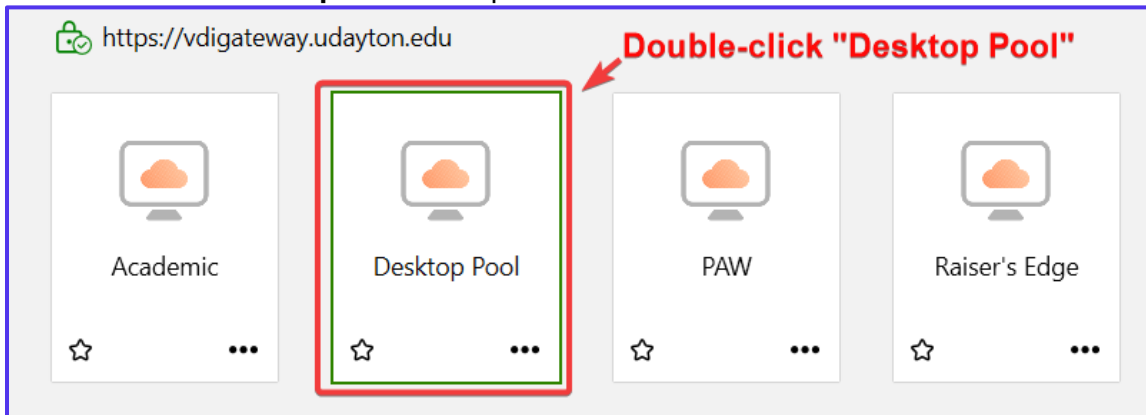 https://vdigateway.udayton.edu
Double-click "Desktop Pool"
Academic
Desktop Pool
PAW
Raiser's Edge